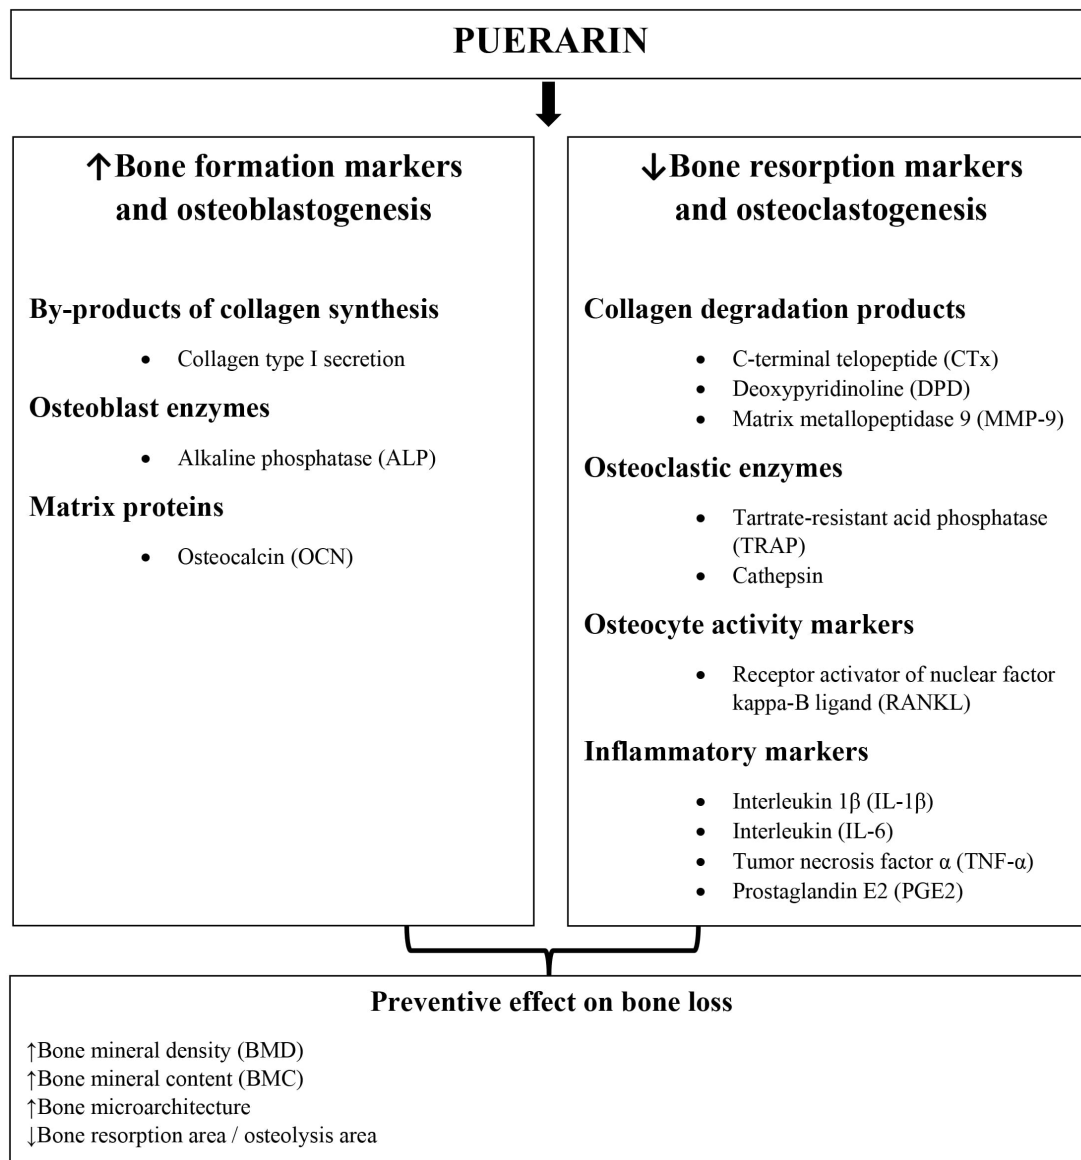 PUERARIN
↑Bone formation markers
and osteoblastogenesis
By-products of collagen synthesis
• Collagen type I secretion
Osteoblast enzymes
• Alkaline phosphatase (ALP)
Matrix proteins
• Osteocalcin (OCN)
↓Bone resorption markers
and osteoclastogenesis
Collagen degradation products
• C-terminal telopeptide (CTx)
• Deoxypyridinoline (DPD)
• Matrix metallopeptidase 9 (MMP-9)
Osteoclastic enzymes
• Tartrate-resistant acid phosphatase
(TRAP)
• Cathepsin
Osteocyte activity markers
• Receptor activator of nuclear factor
kappa-B ligand (RANKL)
Inflammatory markers
• Interleukin 1β (IL-1β)
• Interleukin (IL-6)
• Tumor necrosis factor α (TNF-α)
• Prostaglandin E2 (PGE2)
Preventive effect on bone loss
↑Bone mineral density (BMD)
↑Bone mineral content (BMC)
↑Bone microarchitecture
↓Bone resorption area / osteolysis area